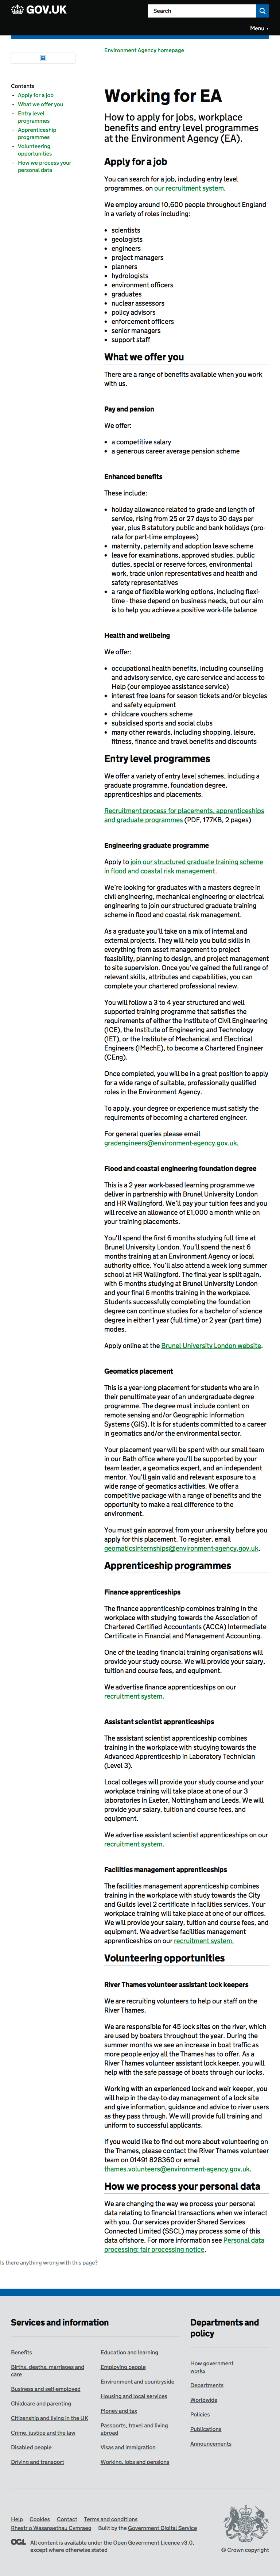 GOV.UK
Search
Menu
Environment Agency homepage
Contents
- Apply for a job
- What we offer you
- Entry level
programmes
- Apprenticeship
programmes
- Volunteering
opportunities
- How we process your
personal data
Working for EA
How to apply for jobs, workplace
benefits and entry level programmes
at the Environment Agency (EA).
Apply for a job
You can search for a job, including entry level
programmes, on our recruitment system.
We employ around 10,600 people throughout England
in a variety of roles including:
• scientists
• geologists
• engineers
• project managers
• planners
• hydrologists
• environment officers
• graduates
• nuclear assessors
• policy advisors
• enforcement officers
• senior managers
• support staff
What we offer you
There are a range of benefits available when you work
with us.
Pay and pension
We offer:
• a competitive salary
• a generous career average pension scheme
Enhanced benefits
These include:
• holiday allowance related to grade and length of
service, rising from 25 or 27 days to 30 days per
year, plus 8 statutory public and bank holidays (pro-
rata for part-time employees)
• maternity, paternity and adoption leave scheme
• leave for examinations, approved studies, public
duties, special or reserve forces, environmental
work, trade union representatives and health and
safety representatives
• a range of flexible working options, including flexi-
time - these depend on business needs, but our aim
is to help you achieve a positive work-life balance
Health and wellbeing
We offer:
• occupational health benefits, including counselling
and advisory service, eye care service and access to
Help (our employee assistance service)
• interest free loans for season tickets and/or bicycles
and safety equipment
• childcare vouchers scheme
• subsidised sports and social clubs
• many other rewards, including shopping, leisure,
fitness, finance and travel benefits and discounts
Entry level programmes
We offer a variety of entry level schemes, including a
graduate programme, foundation degree,
apprenticeships and placements.
Recruitment process for placements, apprenticeships
and graduate programmes (PDF, 177KB, 2 pages)
Engineering graduate programme
Apply to join our structured graduate training scheme
in flood and coastal risk management.
We're looking for graduates with a masters degree in
civil engineering, mechanical engineering or electrical
engineering to join our structured graduate training
scheme in flood and coastal risk management.
As a graduate you'll take on a mix of internal and
external projects. They will help you build skills in
everything from asset management to project
feasibility, planning to design, and project management
to site supervision. Once you've gained the full range of
relevant skills, attributes and capabilities, you can
complete your chartered professional review.
You will follow a 3 to 4 year structured and well
supported training programme that satisfies the
requirements of either the Institute of Civil Engineering
(ICE), the Institute of Engineering and Technology
(IET), or the Institute of Mechanical and Electrical
Engineers (IMechE), to become a Chartered Engineer
(CEng).
Once completed, you will be in a great position to apply
for a wide range of suitable, professionally qualified
roles in the Environment Agency.
To apply, your degree or experience must satisfy the
requirements of becoming a chartered engineer.
For general queries please email
gradengineers@environment-agency.gov.uk.
Flood and coastal engineering foundation degree
This is a 2 year work-based learning programme we
deliver in partnership with Brunel University London
and HR Wallingford. We'll pay your tuition fees and you
will receive an allowance of £1,000 a month while on
your training placements.
You'll spend the first 6 months studying full time at
Brunel University London. You'll spend the next 6
months training at an Environment Agency or local
authority office. You'll also attend a week long summer
school at HR Wallingford. The final year is split again,
with 6 months studying at Brunel University London
and your final 6 months training in the workplace.
Students successfully completing the foundation
degree can continue studies for a bachelor of science
degree in either 1 year (full time) or 2 year (part time)
modes.
Apply online at the Brunel University London website.
Geomatics placement
This is a year-long placement for students who are in
their penultimate year of an undergraduate degree.
The degree must include content on
remote sensing and/or Geographic Information
Systems (GIS). It is for students committed to a career
in geomatics and/or the environmental sector.
Your placement year will be spent with our small team
in our Bath office where you'll be supported by your
team leader, a geomatics expert, and an independent
mentor. You'll gain valid and relevant exposure to a
wide range of geomatics activities. We offer a
competitive package with a range of benefits and the
opportunity to make a real difference to the
environment.
You must gain approval from your university before you
apply for this placement. To register, email
geomaticsinternships@environment-agency.gov.uk.
Apprenticeship programmes
Finance apprenticeships
The finance apprenticeship combines training in the
workplace with studying towards the Association of
Chartered Certified Accountants (ACCA) Intermediate
Certificate in Financial and Management Accounting.
One of the leading financial training organisations will
provide your study course. We will provide your salary,
tuition and course fees, and equipment.
We advertise finance apprenticeships on our
recruitment system.
Assistant scientist apprenticeships
The assistant scientist apprenticeship combines
training in the workplace with studying towards the
Advanced Apprenticeship in Laboratory Technician
(Level 3).
Local colleges will provide your study course and your
workplace training will take place at one of our 3
laboratories in Exeter, Nottingham and Leeds. We will
provide your salary, tuition and course fees, and
equipment.
We advertise assistant scientist apprenticeships on our
recruitment system.
Facilities management apprenticeships
The facilities management apprenticeship combines
training in the workplace with study towards the City
and Guilds level 2 certificate in facilities services. Your
workplace training will take place in one of our offices.
We will provide your salary, tuition and course fees, and
equipment. We advertise facilities management
apprenticeships on our recruitment system.
Volunteering opportunities
River Thames volunteer assistant lock keepers
We are recruiting volunteers to help our staff on the
River Thames.
We are responsible for 45 lock sites on the river, which
are used by boats throughout the year. During the
summer months we see an increase in boat traffic as
more people enjoy all the Thames has to offer. As a
River Thames volunteer assistant lock keeper, you will
help with the safe passage of boats through our locks.
Working with an experienced lock and weir keeper, you
will help in the day-to-day management of a lock site
and give information, guidance and advice to our river
users. We will provide full training and uniform to all
successful volunteers.
If you would like to find out more about volunteering on
the Thames, please contact the River Thames volunteer
team on 01491 828360 or email
thames.volunteers@environment-agency.gov.uk.
How we process your personal data
We are changing the way we process your personal
data relating to financial transactions when we interact
with you. Our services provider Shared Services
Connected Limited (SSCL) may process some of this
data offshore. For more information see Personal data
processing: fair processing notice.
Is there anything wrong with this page?
Services and information
Benefits
Births, deaths, marriages and
care
Business and self-employed
Childcare and parenting
Citizenship and living in the UK
Crime, justice and the law
Disabled people
Driving and transport
Education and learning
Employing people
Environment and countryside
Housing and local services
Money and tax
Passports, travel and living
abroad
Visas and immigration
Working, jobs and pensions
Departments and
policy
How government
works
Departments
Worldwide
Policies
Publications
Announcements
Help Cookies Contact Terms and conditions
Rhestr o Wasanaethau Cymraeg Built by the Government Digital Service
OGL All content is available under the Open Government Licence v3.0,
except where otherwise stated
© Crown copyright